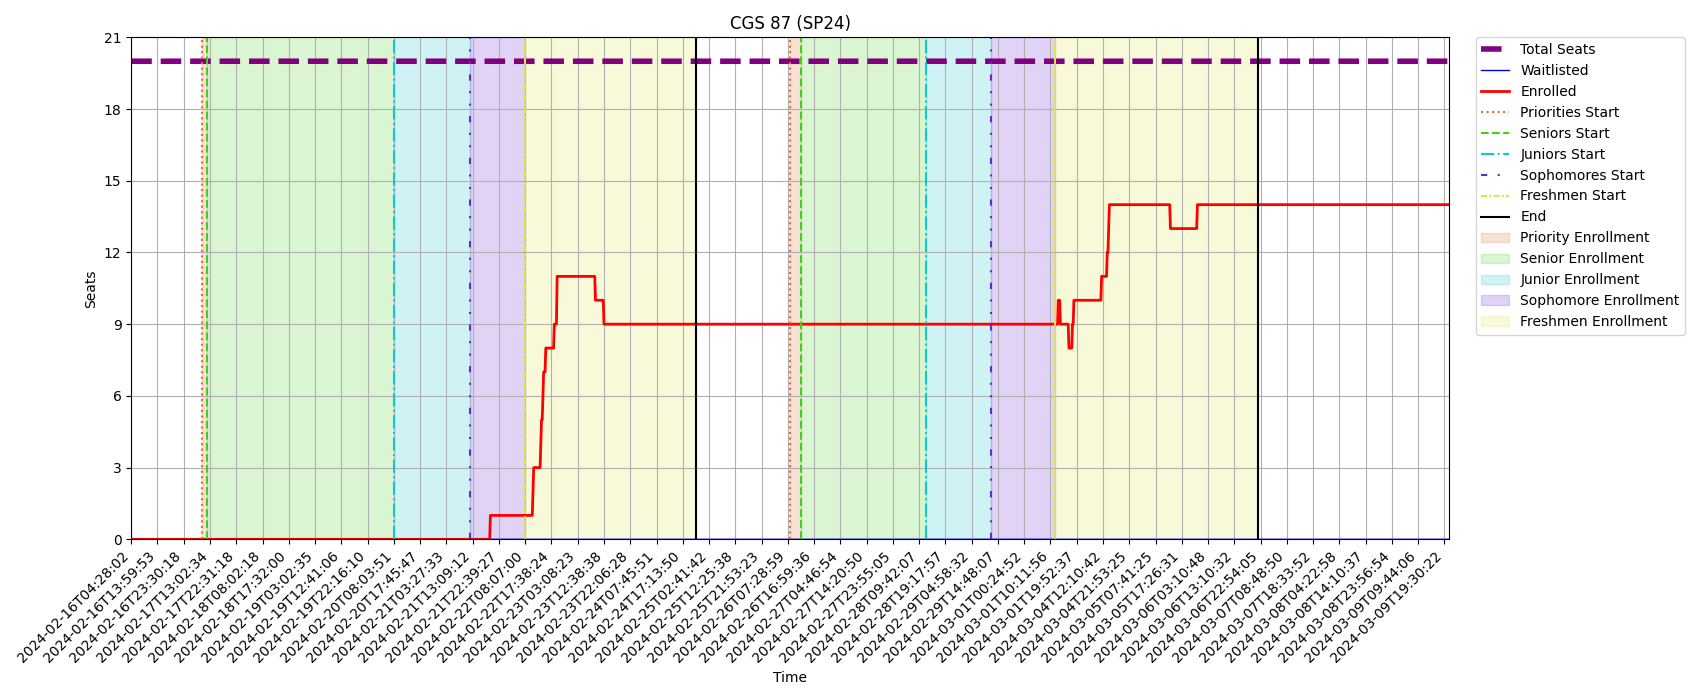 CGS 87 (SP24)
21
18
15
12
9
6
3
0
Seats
2024-02-16T04:28:02
2024-02-16T13:59:53
2024-02-16T23:30:18
2024-02-17T13:02:34
2024-02-17T22:31:18
2024-02-18T08:02:18
2024-02-18T17:32:00
2024-02-19T03:02:35
2024-02-19T12:41:06
2024-02-19T22:16:10
2024-02-20T08:03:51
2024-02-20T17:45:47
2024-02-21T03:27:33
2024-02-21T13:09:12
2024-02-21T22:39:27
2024-02-22T08:07:00
2024-02-22T17:38:24
2024-02-23T03:08:23
2024-02-23T12:38:38
2024-02-23T22:06:28
2024-02-24T07:45:51
2024-02-24T17:13:50
2024-02-25T02:41:42
2024-02-25T12:25:38
2024-02-25T21:53:23
2024-02-26T07:28:59
2024-02-26T16:59:36
2024-02-27T04:46:54
2024-02-27T14:20:50
2024-02-27T23:55:05
2024-02-28T09:42:07
2024-02-28T19:17:57
2024-02-29T04:58:32
2024-02-29T14:48:07
2024-03-01T00:24:52
2024-03-01T10:11:56
2024-03-01T19:52:37
2024-03-04T12:10:42
2024-03-04T21:53:25
2024-03-05T07:41:25
2024-03-05T17:26:31
2024-03-06T03:10:48
2024-03-06T13:10:32
2024-03-06T22:54:05
2024-03-07T08:48:50
2024-03-07T18:33:52
2024-03-08T04:22:58
2024-03-08T14:10:37
2024-03-08T23:56:54
2024-03-09T09:44:06
2024-03-09T19:30:22
Time
Total Seats
Waitlisted
Enrolled
Priorities Start
Seniors Start
Juniors Start
Sophomores Start
Freshmen Start
End
Priority Enrollment
Senior Enrollment
Junior Enrollment
Sophomore Enrollment
Freshmen Enrollment